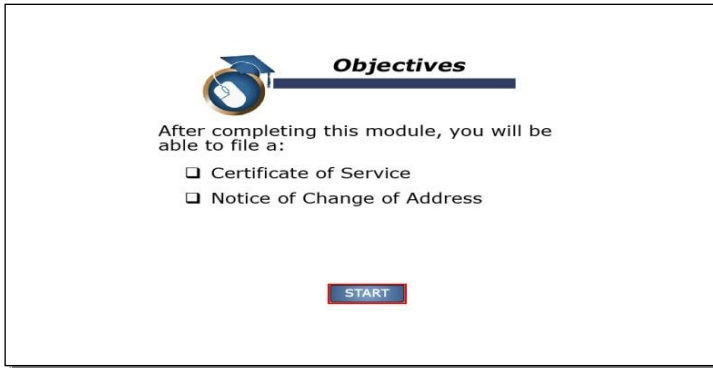 Objectives
After completing this module, you will be
able to file a:
❑ Certificate of Service
❑ Notice of Change of Address
START